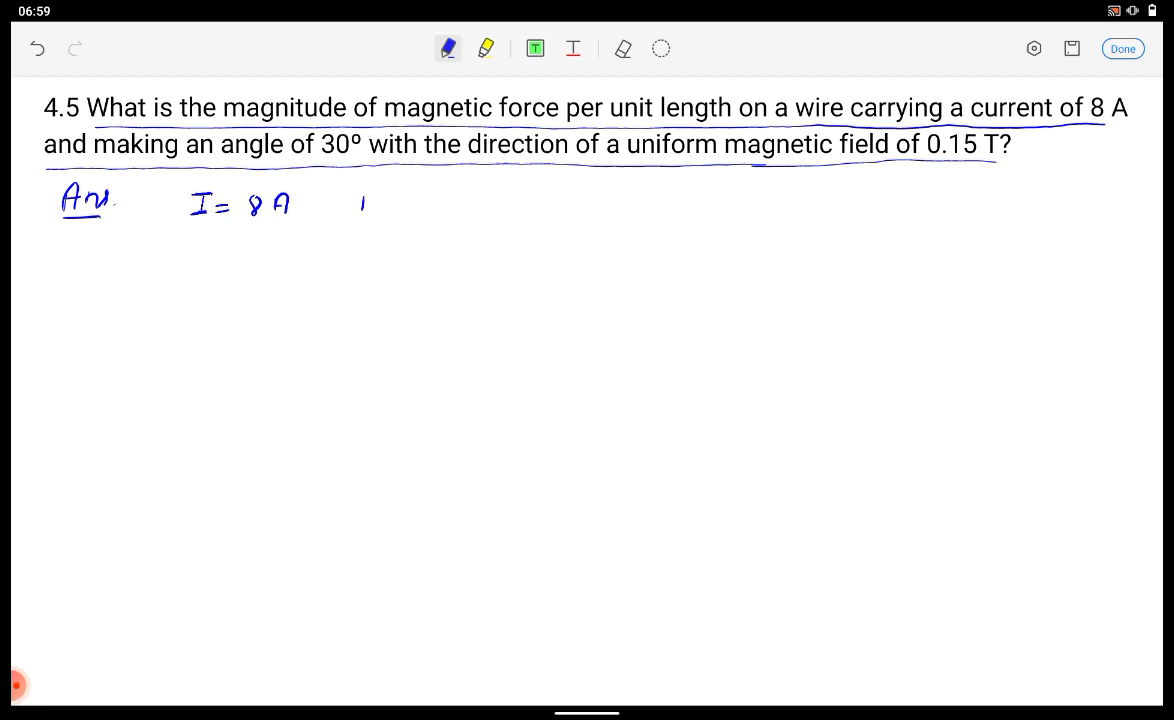 06:59
Done
4.5 What is the magnitude of magnetic force per unit length on a wire carrying a current of 8 A
and making an angle of 30º with the direction of a uniform magnetic field of 0.15 T?
Ans. I = 8 A